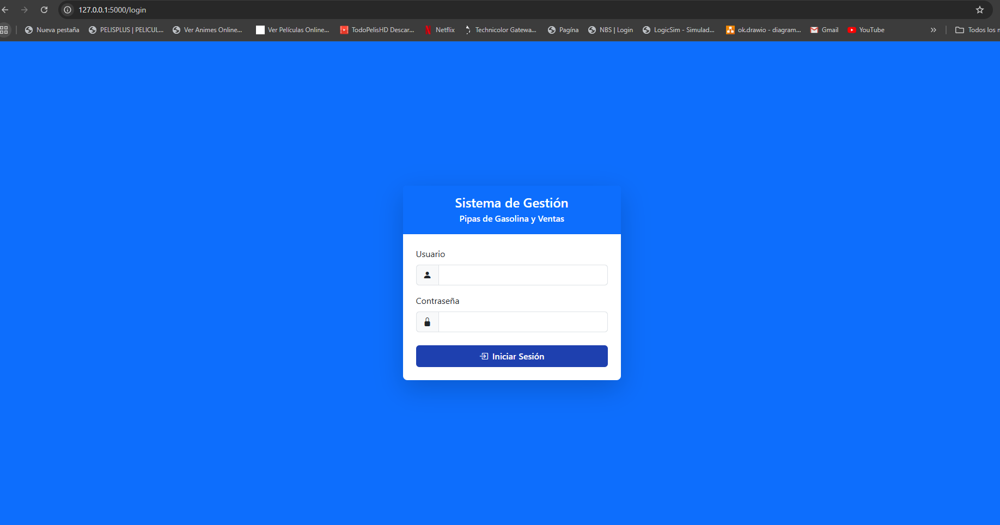 127.0.0.1:5000/login
Nueva pestaña
PELISPLUS | PELICUL...
Ver Animes Online...
Ver Películas Online...
TodoPelisHD Descar...
Netflix
Technicolor Gatewa...
Pagína
NBS | Login
LogicSim - Simulad...
ok.drawio - diagram...
Gmail
YouTube
»
Todos los m
Sistema de Gestión
Pipas de Gasolina y Ventas
Usuario
Contraseña
Iniciar Sesión